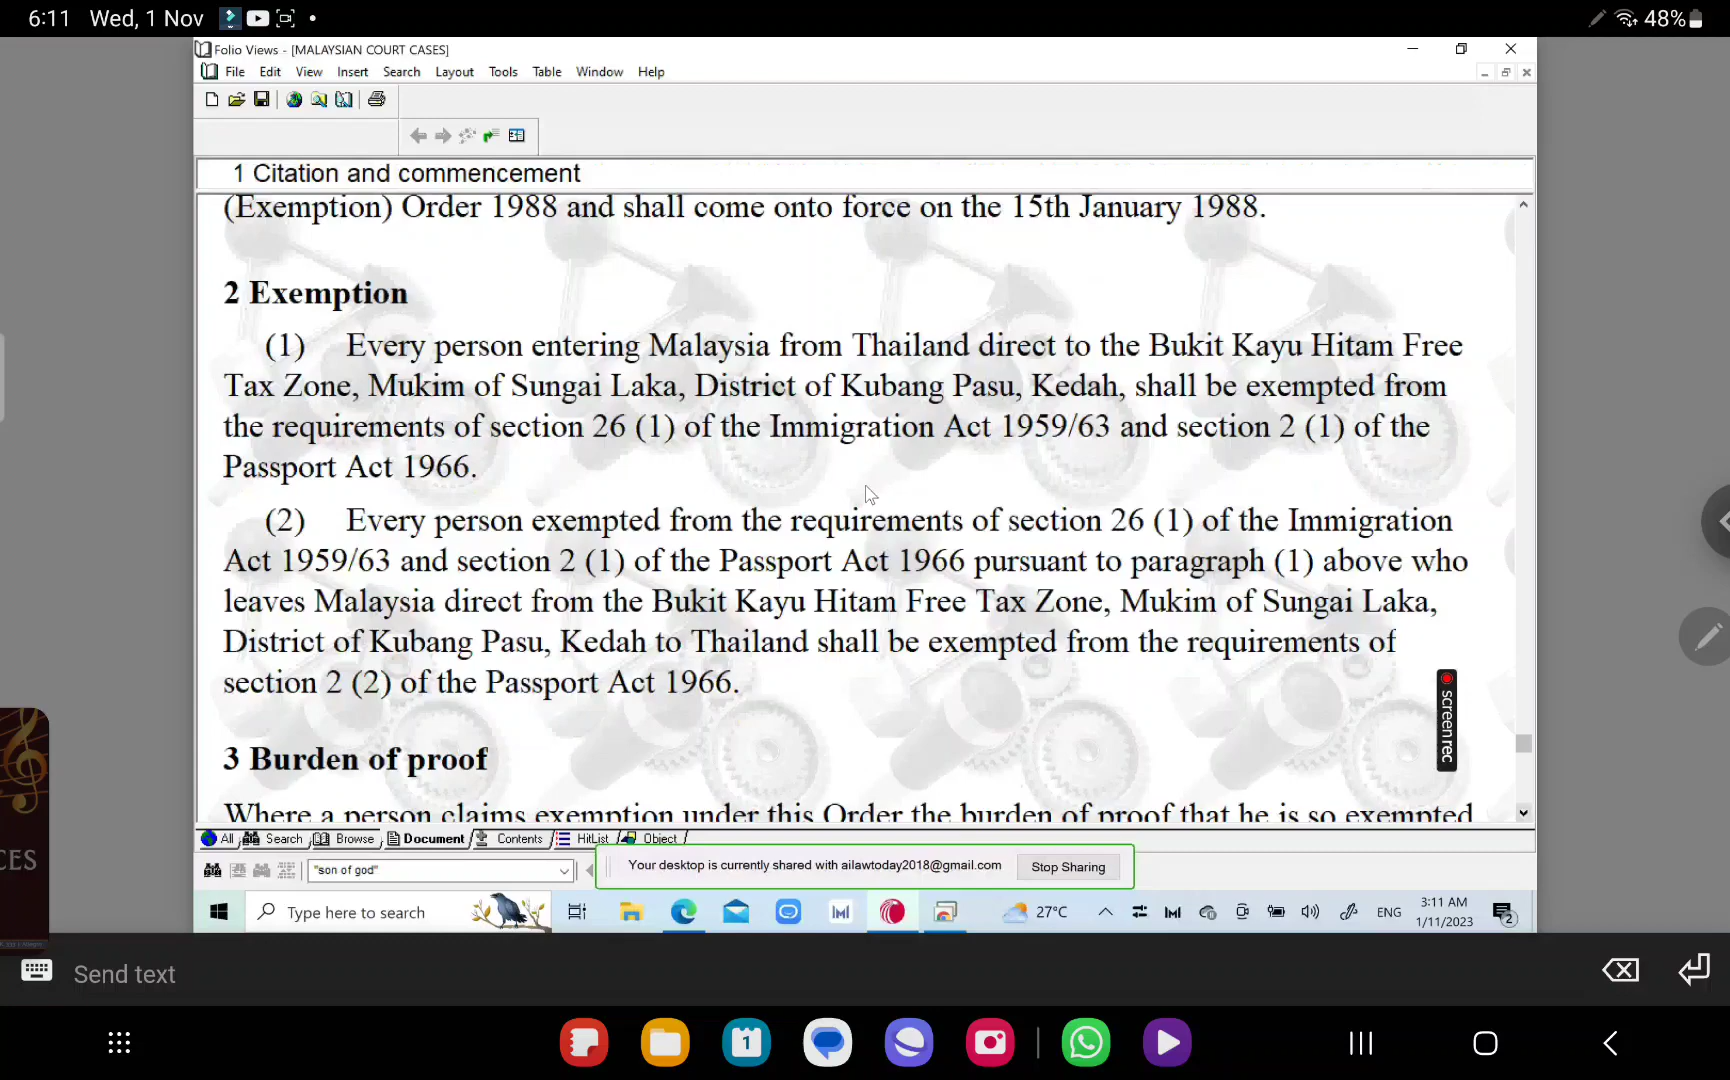 6:11 Wed, 1 Nov
48%
Folio Views - [MALAYSIAN COURT CASES]
File Edit View Insert Search Layout Tools Table Window Help
1 Citation and commencement
(Exemption) Order 1988 and shall come onto force on the 15th January 1988.
2 Exemption
(1) Every person entering Malaysia from Thailand direct to the Bukit Kayu Hitam Free
Tax Zone, Mukim of Sungai Laka, District of Kubang Pasu, Kedah, shall be exempted from
the requirements of section 26 (1) of the Immigration Act 1959/63 and section 2 (1) of the
Passport Act 1966.
(2) Every person exempted from the requirements of section 26 (1) of the Immigration
Act 1959/63 and section 2 (1) of the Passport Act 1966 pursuant to paragraph (1) above who
leaves Malaysia direct from the Bukit Kayu Hitam Free Tax Zone, Mukim of Sungai Laka,
District of Kubang Pasu, Kedah to Thailand shall be exempted from the requirements of
section 2 (2) of the Passport Act 1966.
screenrec
3 Burden of proof
Where a person claims exemption under this Order the burden of proof that he is so exempted
CES
All Search Browse Document Contents HitList Object
"son of god"
Your desktop is currently shared with ailawtoday2018@gmail.com Stop Sharing
Type here to search
27°C
ENG
3:11 AM
1/11/2023
2
Send text
1